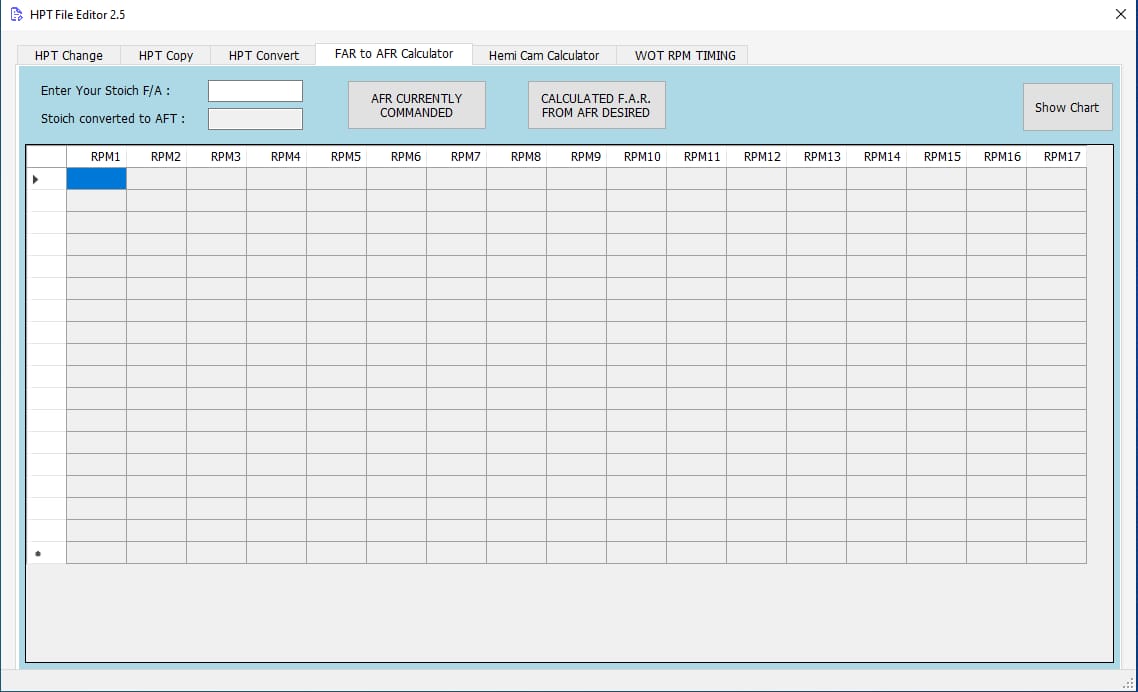 HPT File Editor 2.5
HPT Change HPT Copy HPT Convert FAR to AFR Calculator Hemi Cam Calculator WOT RPM TIMING
Enter Your Stoich F/A :
Stoich converted to AFT :
AFR CURRENTLY
COMMANDED
CALCULATED F.A.R.
FROM AFR DESIRED
Show Chart
RPM1 RPM2 RPM3 RPM4 RPM5 RPM6 RPM7 RPM8 RPM9 RPM10 RPM11 RPM12 RPM13 RPM14 RPM15 RPM16 RPM17